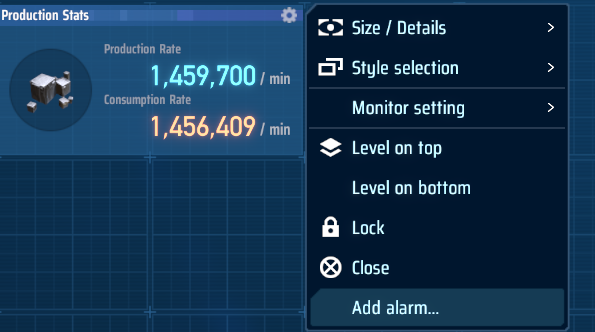 Production Stats
Production Rate
1,459,700 / min
Consumption Rate
1,456,409 / min
Size / Details
Style selection
Monitor setting
Level on top
Level on bottom
Lock
Close
Add alarm...